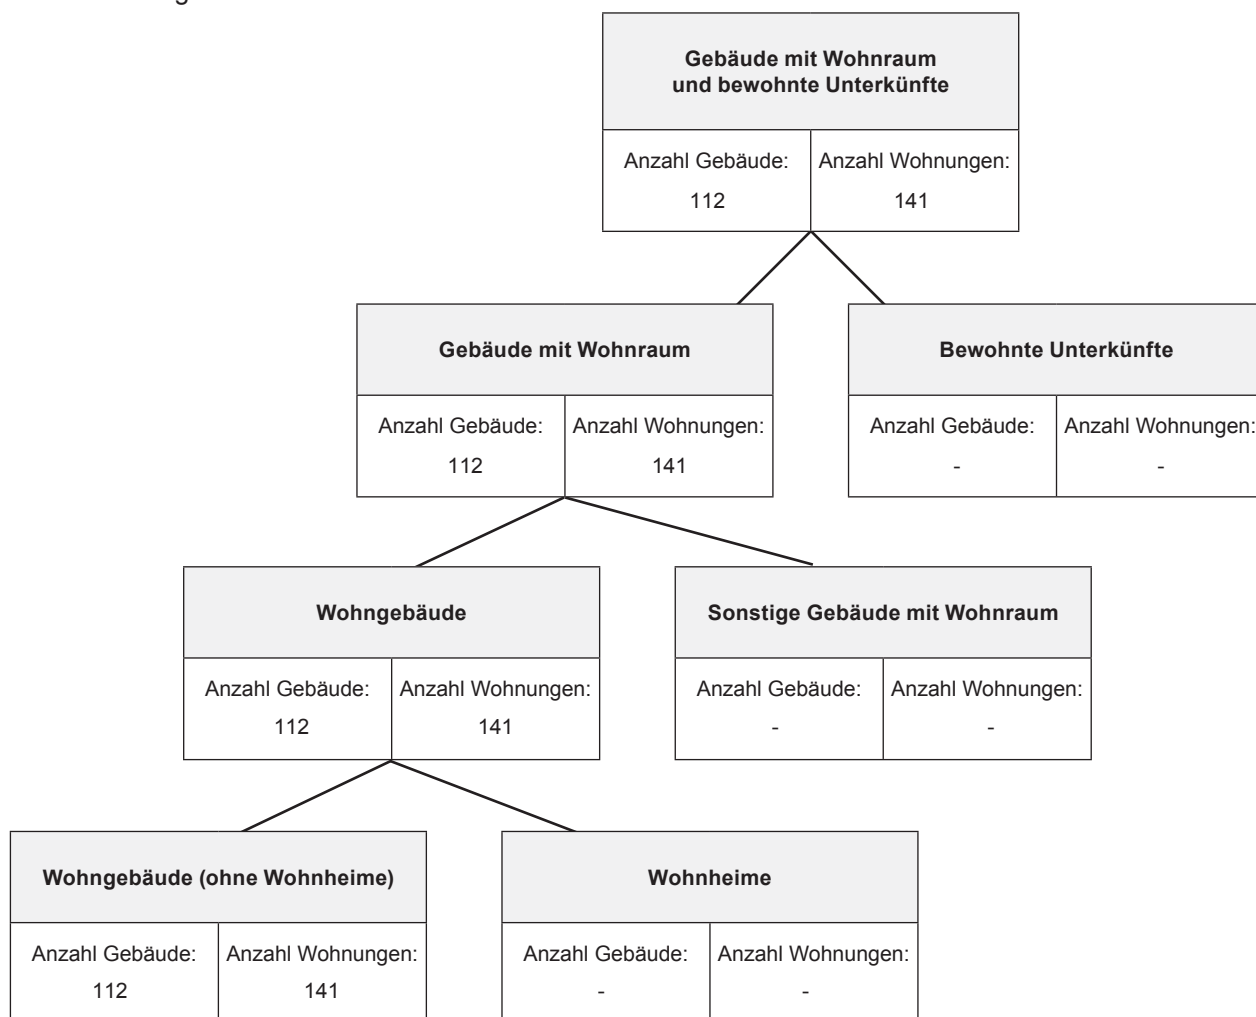 Gebäude mit Wohnraum
und bewohnte Unterkünfte
Anzahl Gebäude: Anzahl Wohnungen:
112 141
Gebäude mit Wohnraum Bewohnte Unterkünfte
Anzahl Gebäude: Anzahl Wohnungen: Anzahl Gebäude: Anzahl Wohnungen:
112 141 - -
Wohngebäude Sonstige Gebäude mit Wohnraum
Anzahl Gebäude: Anzahl Wohnungen: Anzahl Gebäude: Anzahl Wohnungen:
112 141 - -
Wohngebäude (ohne Wohnheime) Wohnheime
Anzahl Gebäude: Anzahl Wohnungen: Anzahl Gebäude: Anzahl Wohnungen:
112 141 - -